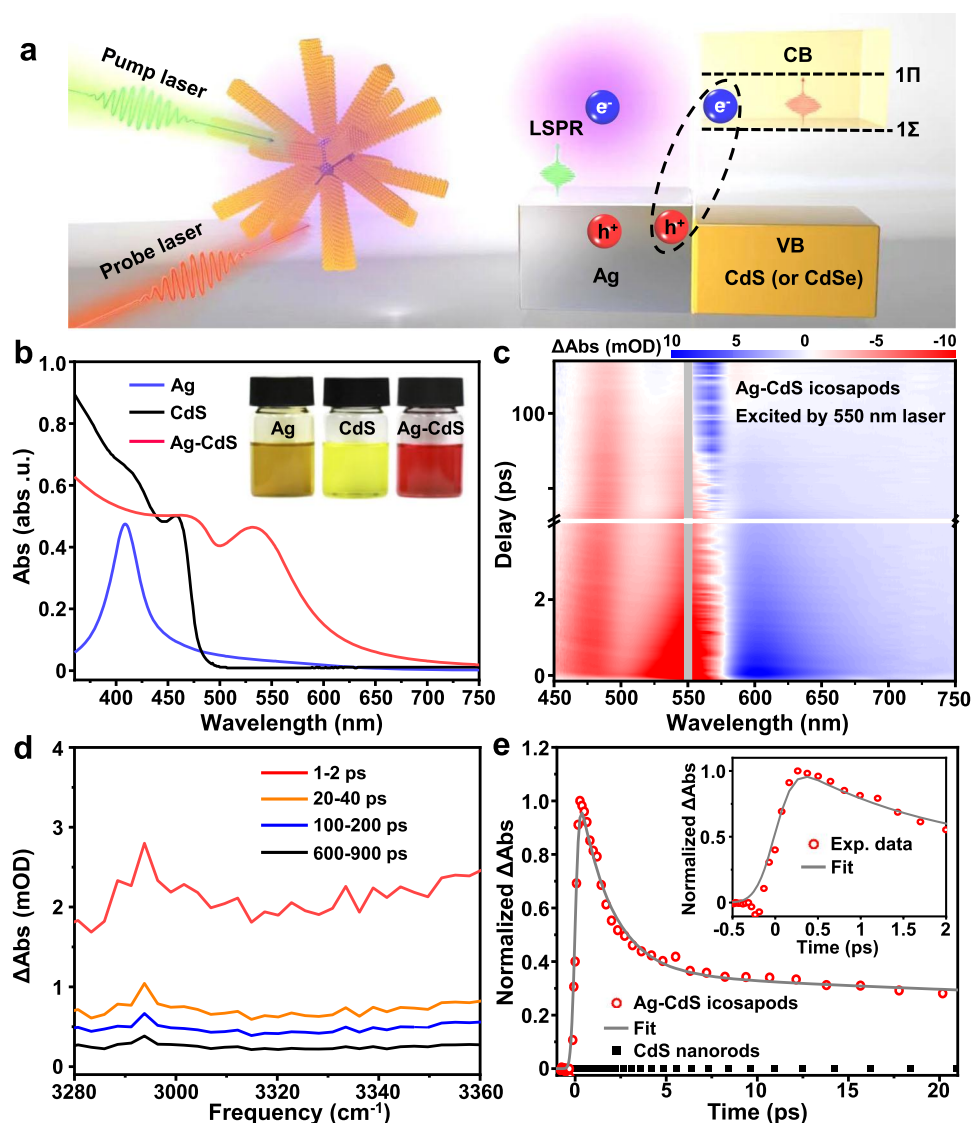 a
Pump laser
Probe laser
LSPR
e-
h+
h+
Ag
e-
CB
1Π
1Σ
VB
CdS (or CdSe)
b
Abs (abs .u.)
1.0
0.8
0.6
0.4
0.2
0
Ag
CdS
Ag-CdS
Ag
CdS
Ag-CdS
400 450 500 550 600 650 700 750
Wavelength (nm)
c
ΔAbs (mOD)
10 5 0 -5 -10
Ag-CdS icosapods
Excited by 550 nm laser
Delay (ps)
100
2
0
450 500 550 600 650 700 750
Wavelength (nm)
d
ΔAbs (mOD)
4
3
2
1
0
1-2 ps
20-40 ps
100-200 ps
600-900 ps
3280 3290 3000 3320 3340 3360
Frequency (cm-1)
e
Normalized ΔAbs
1.2
1.0
0.8
0.6
0.4
0.2
0
Ag-CdS icosapods
Fit
CdS nanorods
0 5 10 15 20
Time (ps)
Normalized ΔAbs
1.0
0.5
0
Exp. data
Fit
-0.5 0 0.5 1.0 1.5 2
Time (ps)